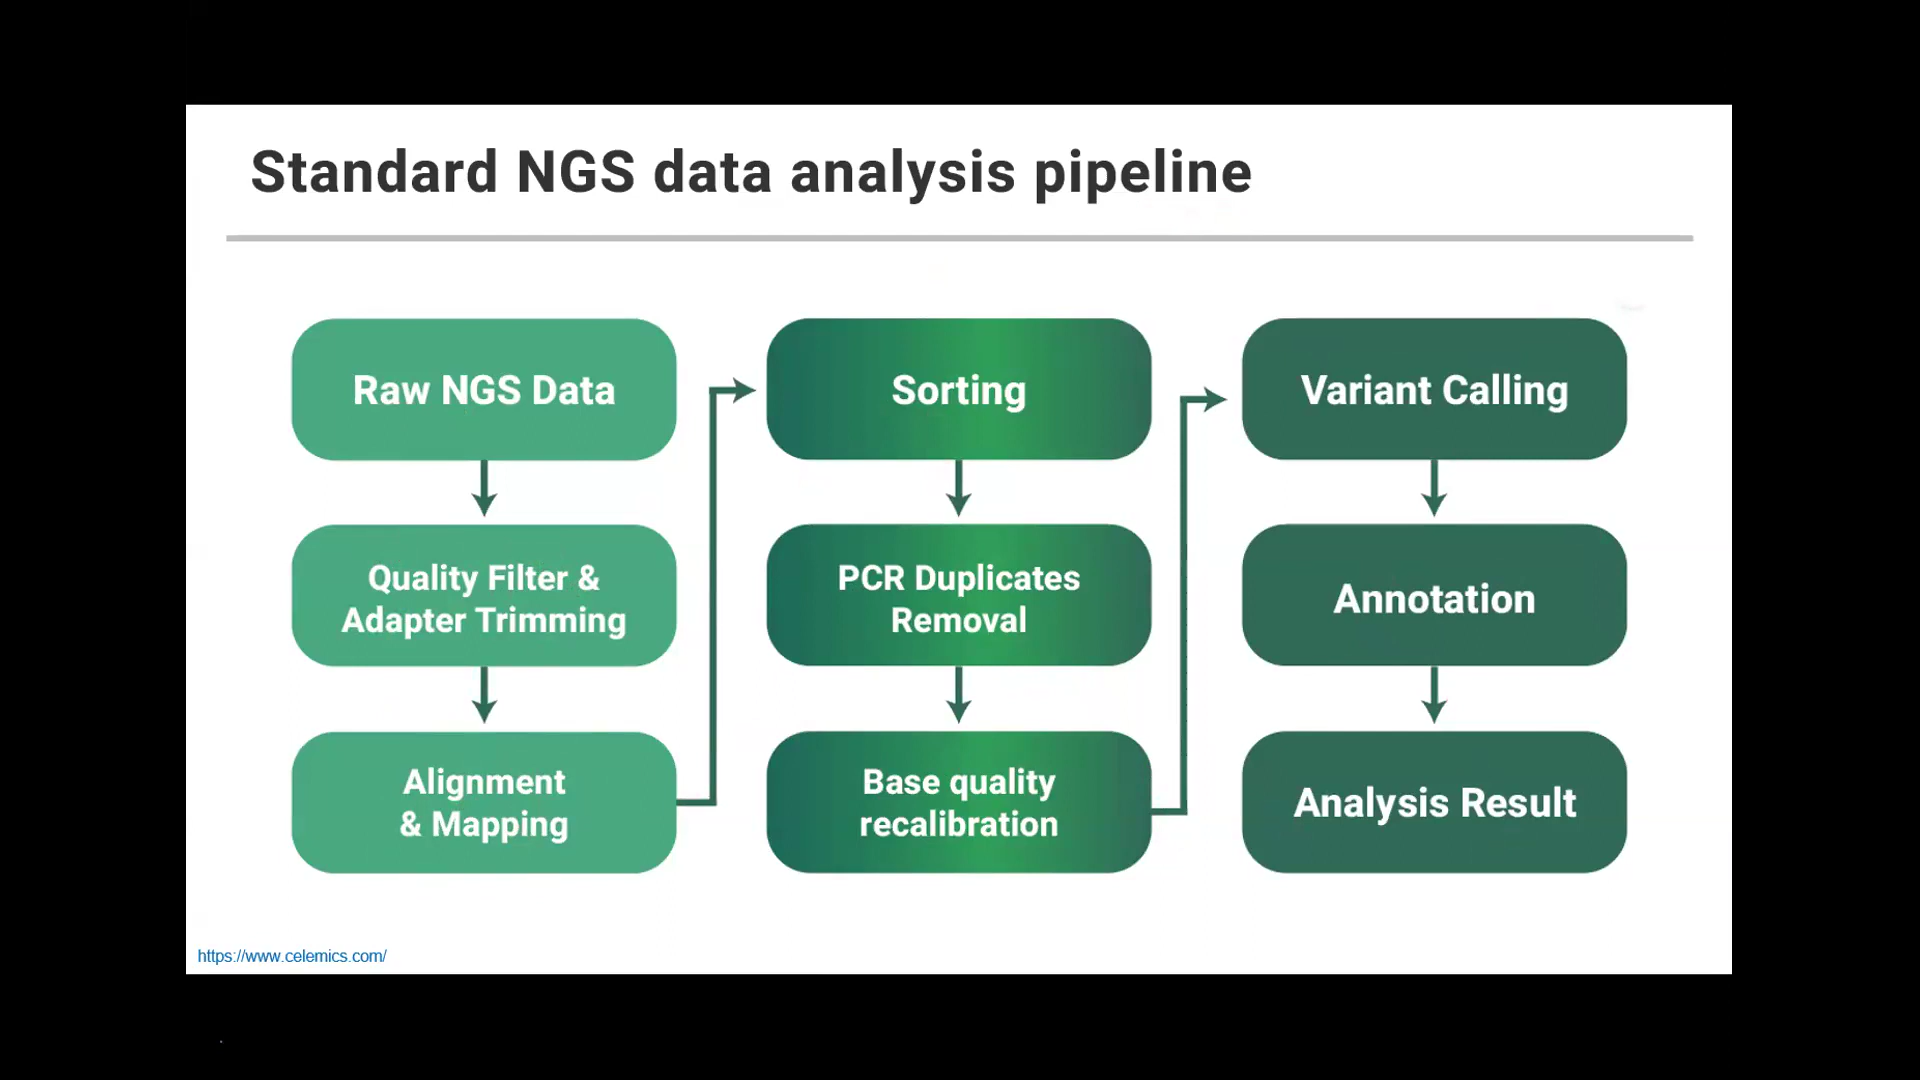 Standard NGS data analysis pipeline
Raw NGS Data
Quality Filter &
Adapter Trimming
Alignment
& Mapping
Sorting
PCR Duplicates
Removal
Base quality
recalibration
Variant Calling
Annotation
Analysis Result
https://www.celemics.com/